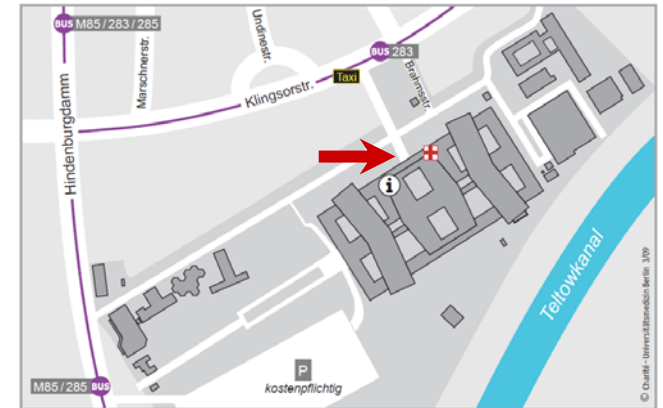 BUS M85 / 283 / 285
Undinestr.
Marschnerstr.
BUS 283
Taxi
Brahmsstr.
Klingsorstr.
Hindenburgdamm
i
Teltowkanal
P
kostenpflichtig
M85 / 285 BUS
© Charité - Universitätsmedizin Berlin 3/09